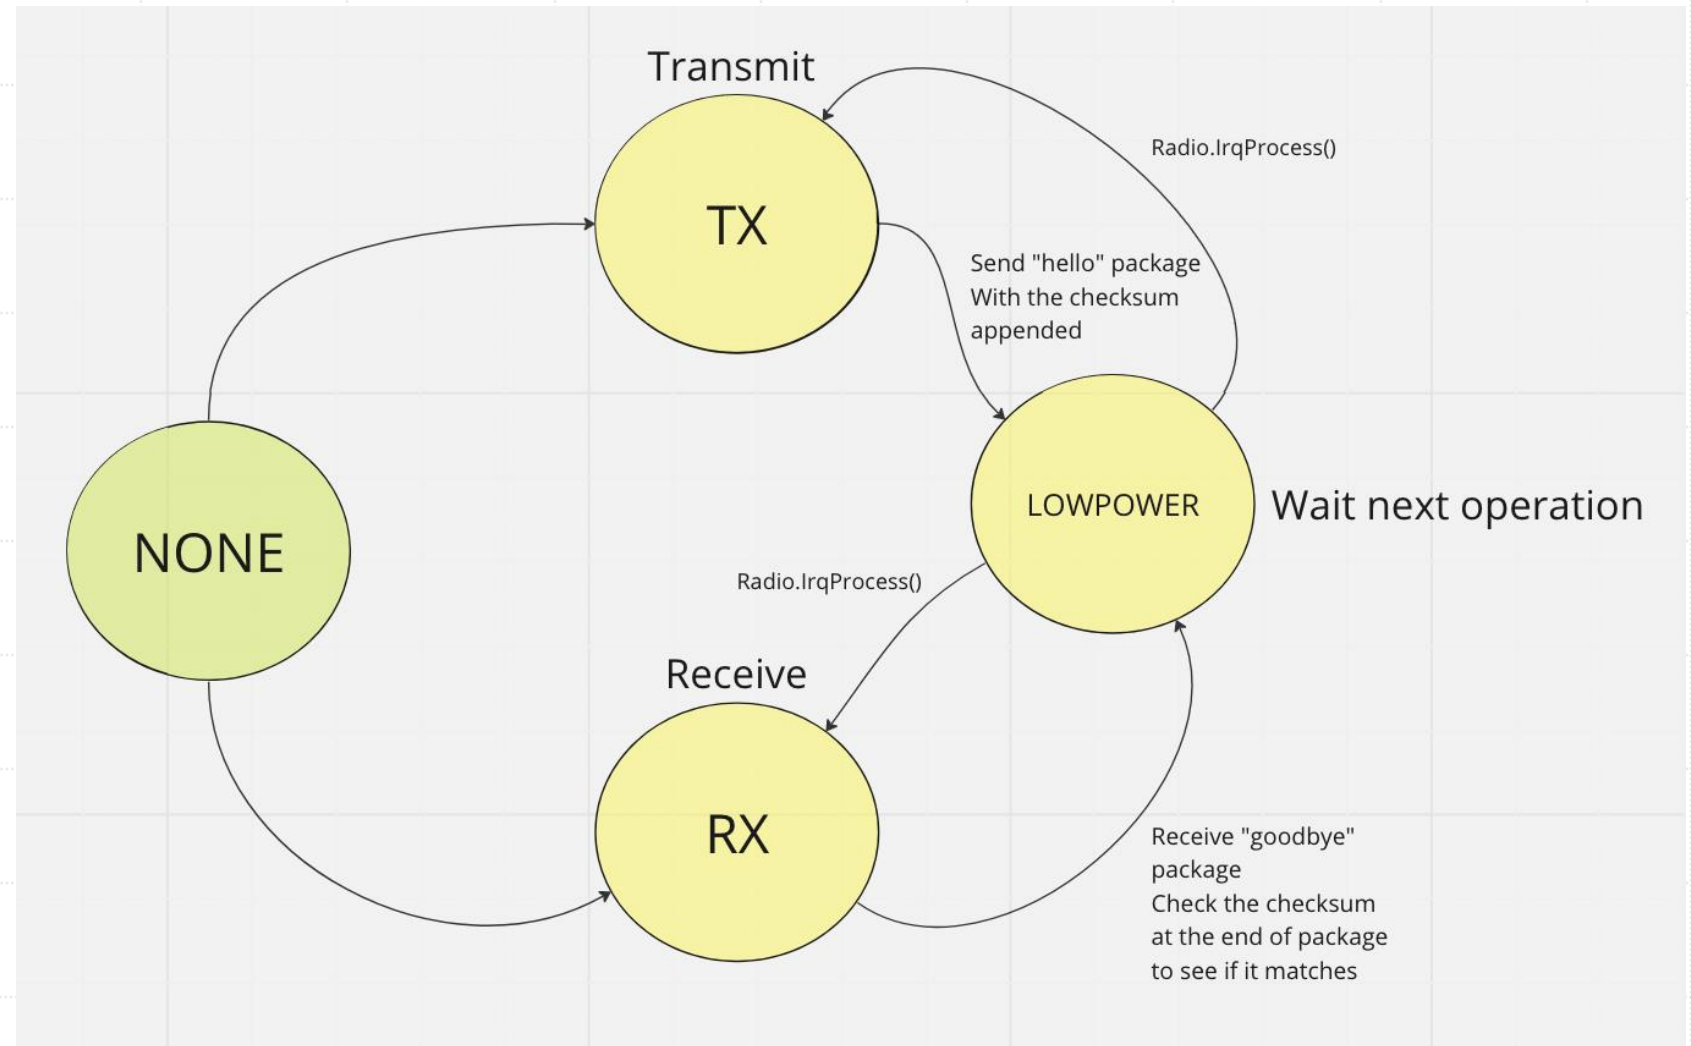 Transmit
TX
Radio.IrqProcess()
Send "hello" package
With the checksum
appended
NONE
LOWPOWER
Wait next operation
Radio.IrqProcess()
Receive
RX
Receive "goodbye"
package
Check the checksum
at the end of package
to see if it matches